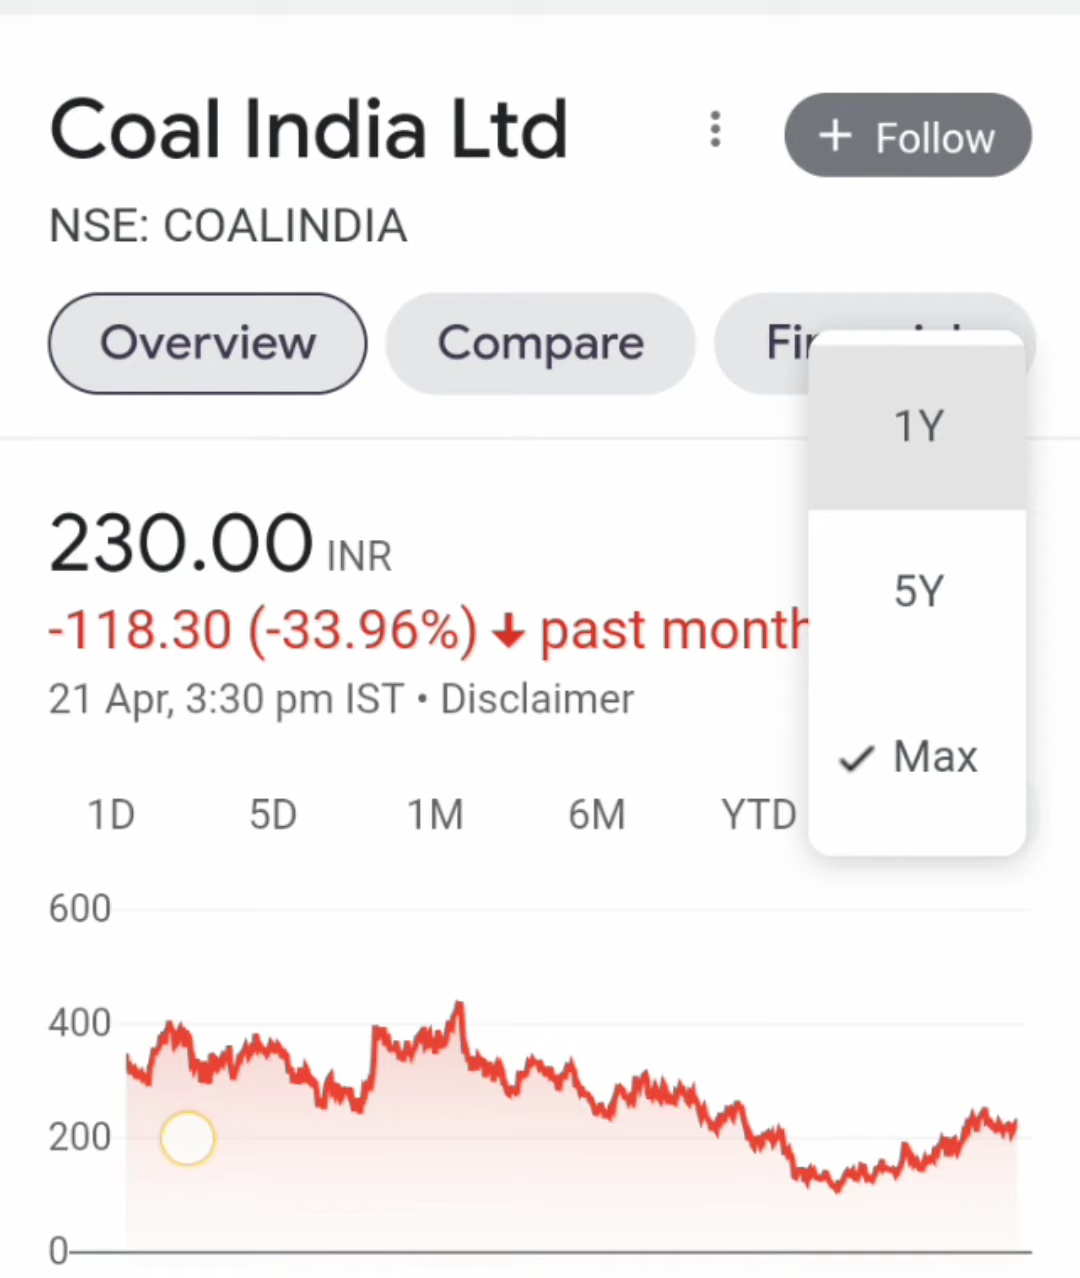 Coal India Ltd
+ Follow
NSE: COALINDIA
Overview
Compare
1Y
5Y
✓ Max
230.00 INR
-118.30 (-33.96%) ↓ past month
21 Apr, 3:30 pm IST • Disclaimer
1D 5D 1M 6M YTD
600
400
200
0